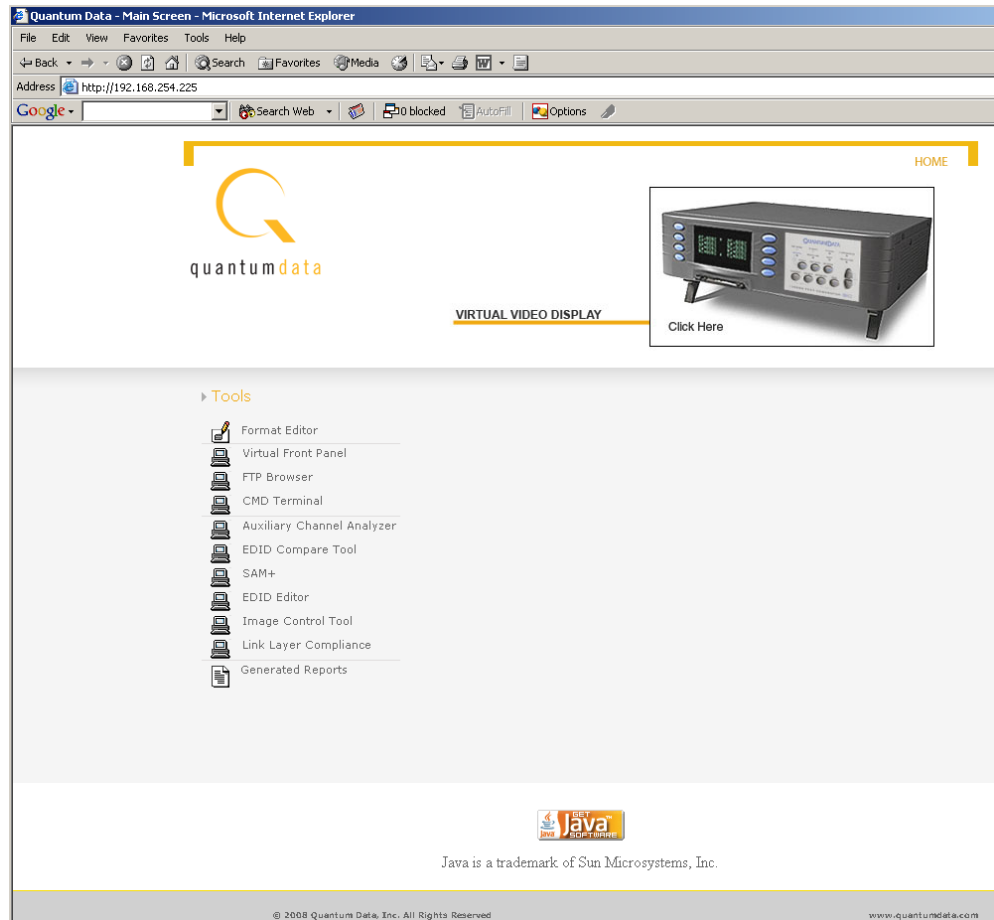 Quantum Data - Main Screen - Microsoft Internet Explorer
File Edit View Favorites Tools Help
Back Search Favorites Media
Address http://192.168.254.225
Google Search Web 0 blocked AutoFill Options
HOME
quantumdata
QUANTUMDATA
VIRTUAL VIDEO DISPLAY
Click Here
Tools
Format Editor
Virtual Front Panel
FTP Browser
CMD Terminal
Auxiliary Channel Analyzer
EDID Compare Tool
SAM+
EDID Editor
Image Control Tool
Link Layer Compliance
Generated Reports
GET
Java
SOFTWARE
Java is a trademark of Sun Microsystems, Inc.
© 2008 Quantum Data, Inc. All Rights Reserved www.quantumdata.com